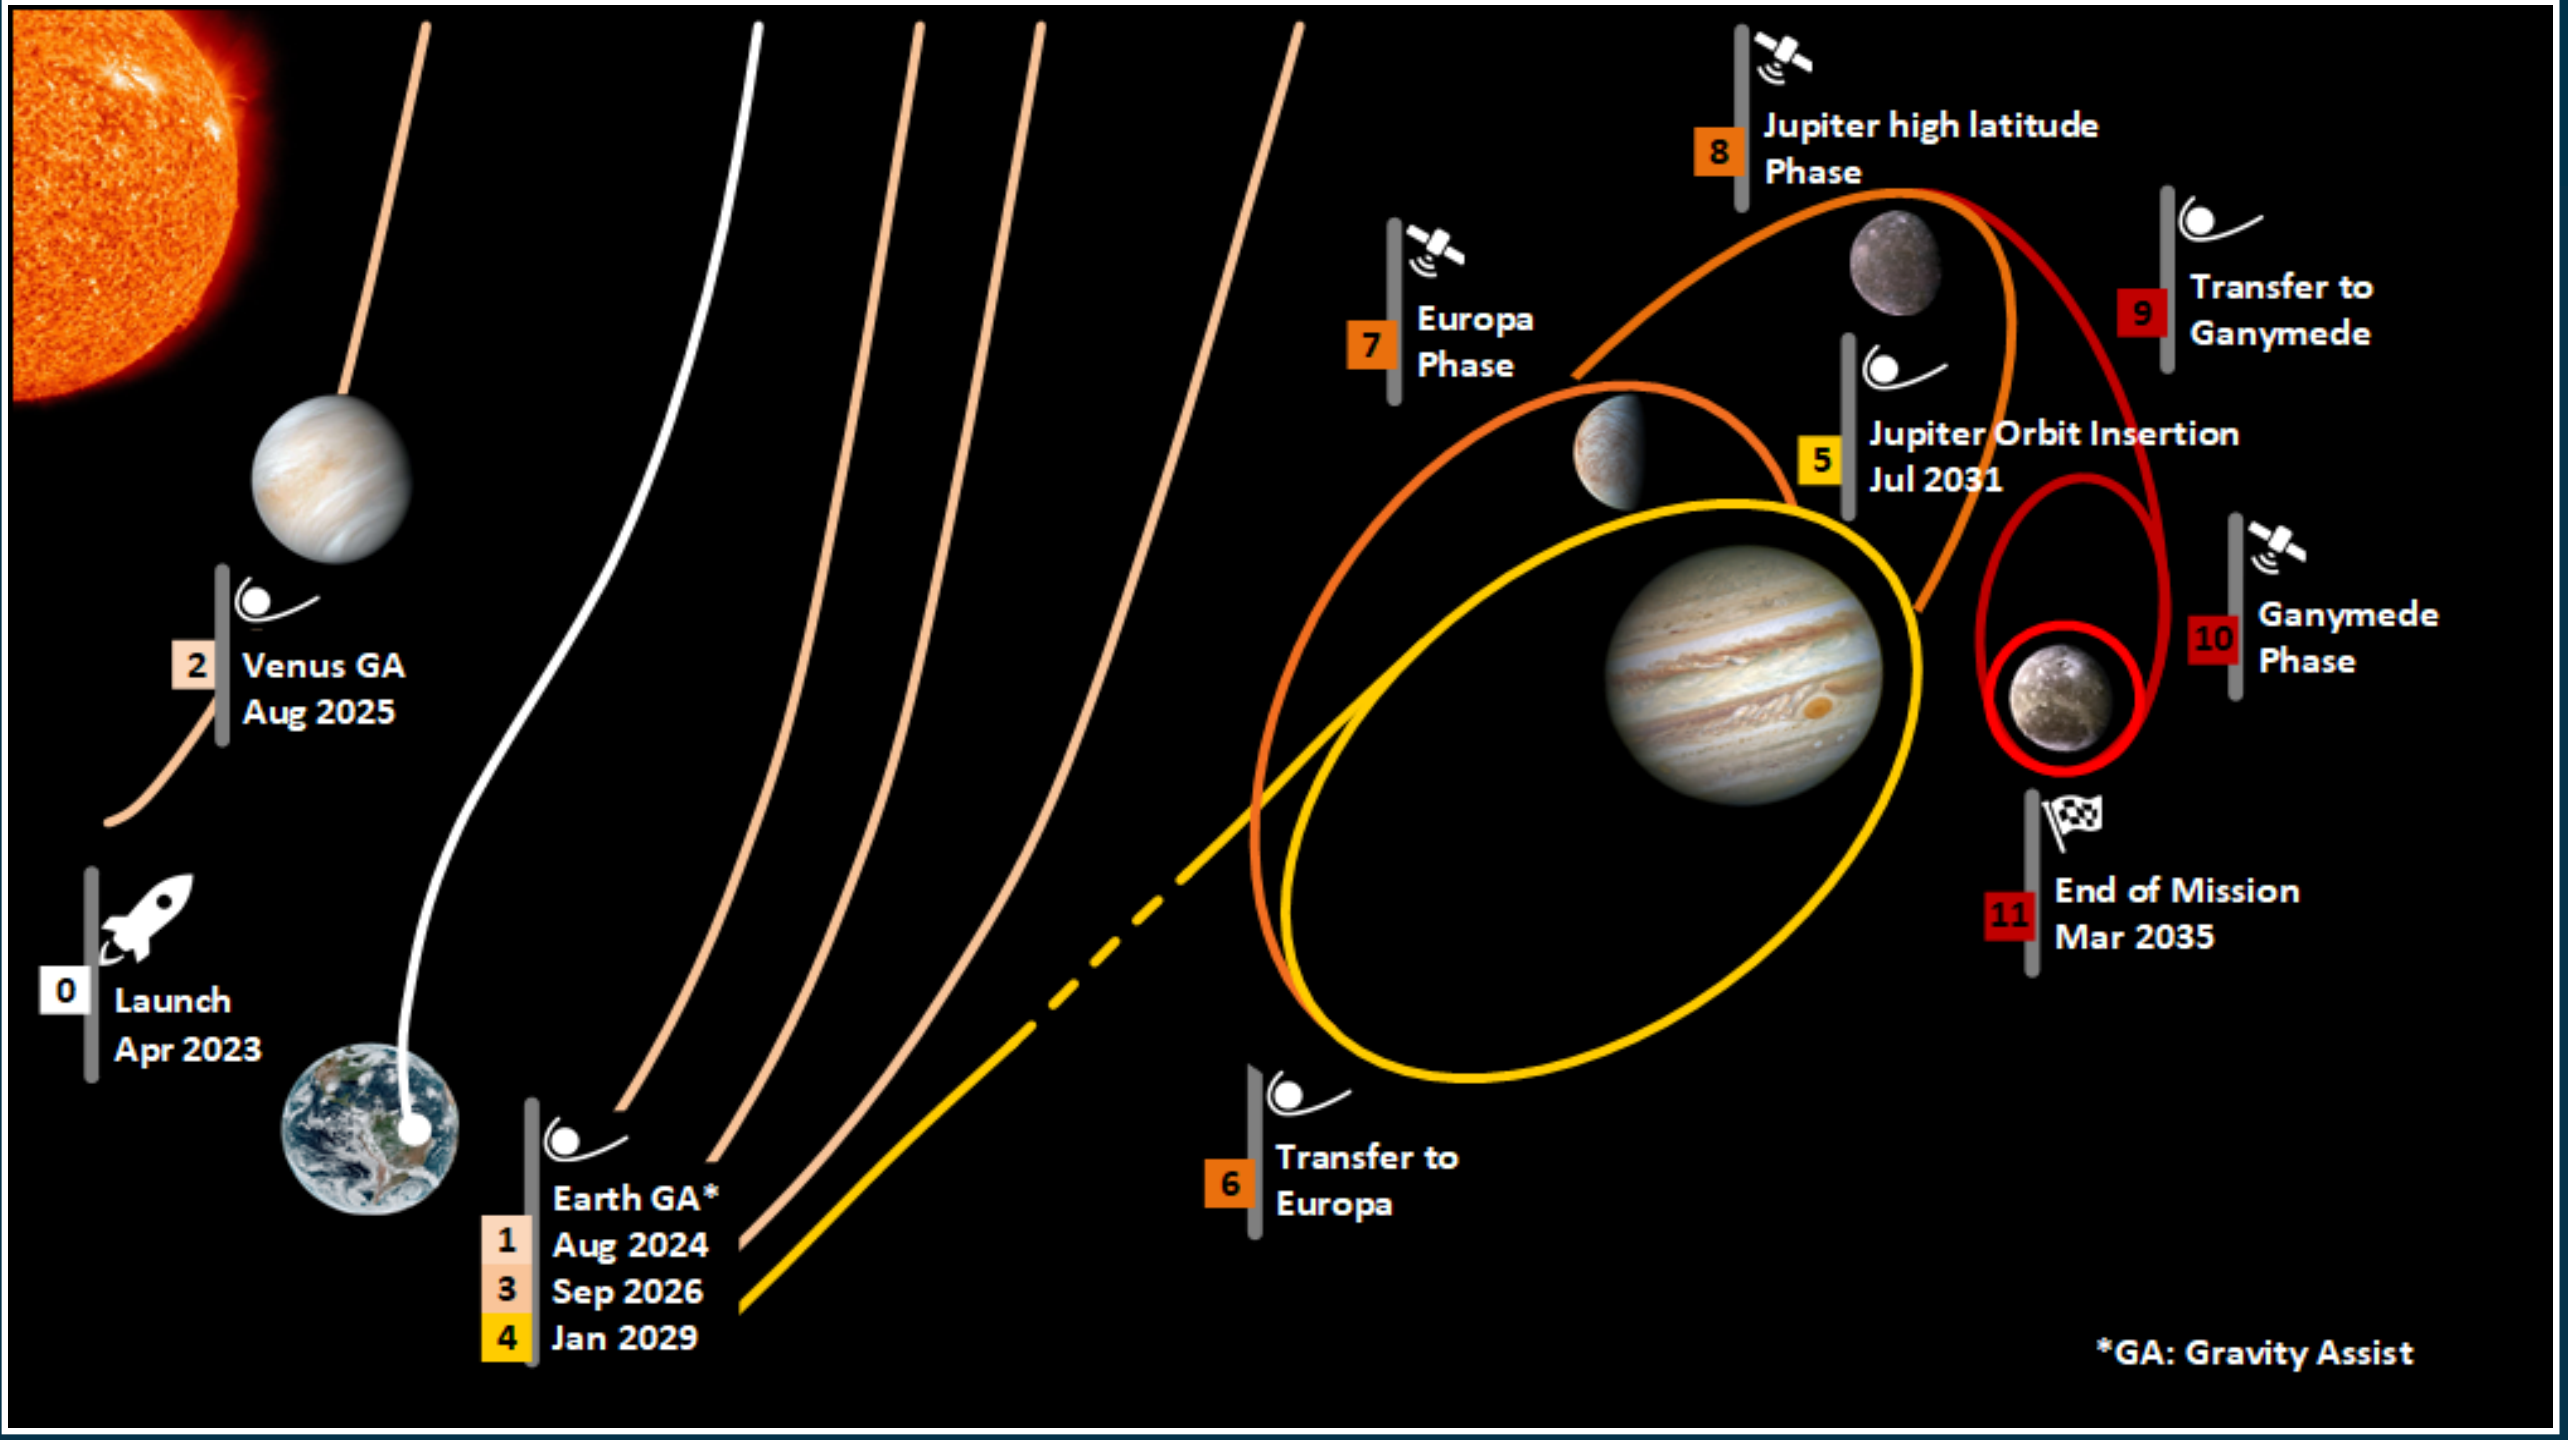 8
Jupiter high latitude
Phase
7
Europa
Phase
9
Transfer to
Ganymede
5
Jupiter Orbit Insertion
Jul 2031
2
Venus GA
Aug 2025
10
Ganymede
Phase
0
Launch
Apr 2023
11
End of Mission
Mar 2035
6
Transfer to
Europa
Earth GA*
1 Aug 2024
3 Sep 2026
4 Jan 2029
*GA: Gravity Assist